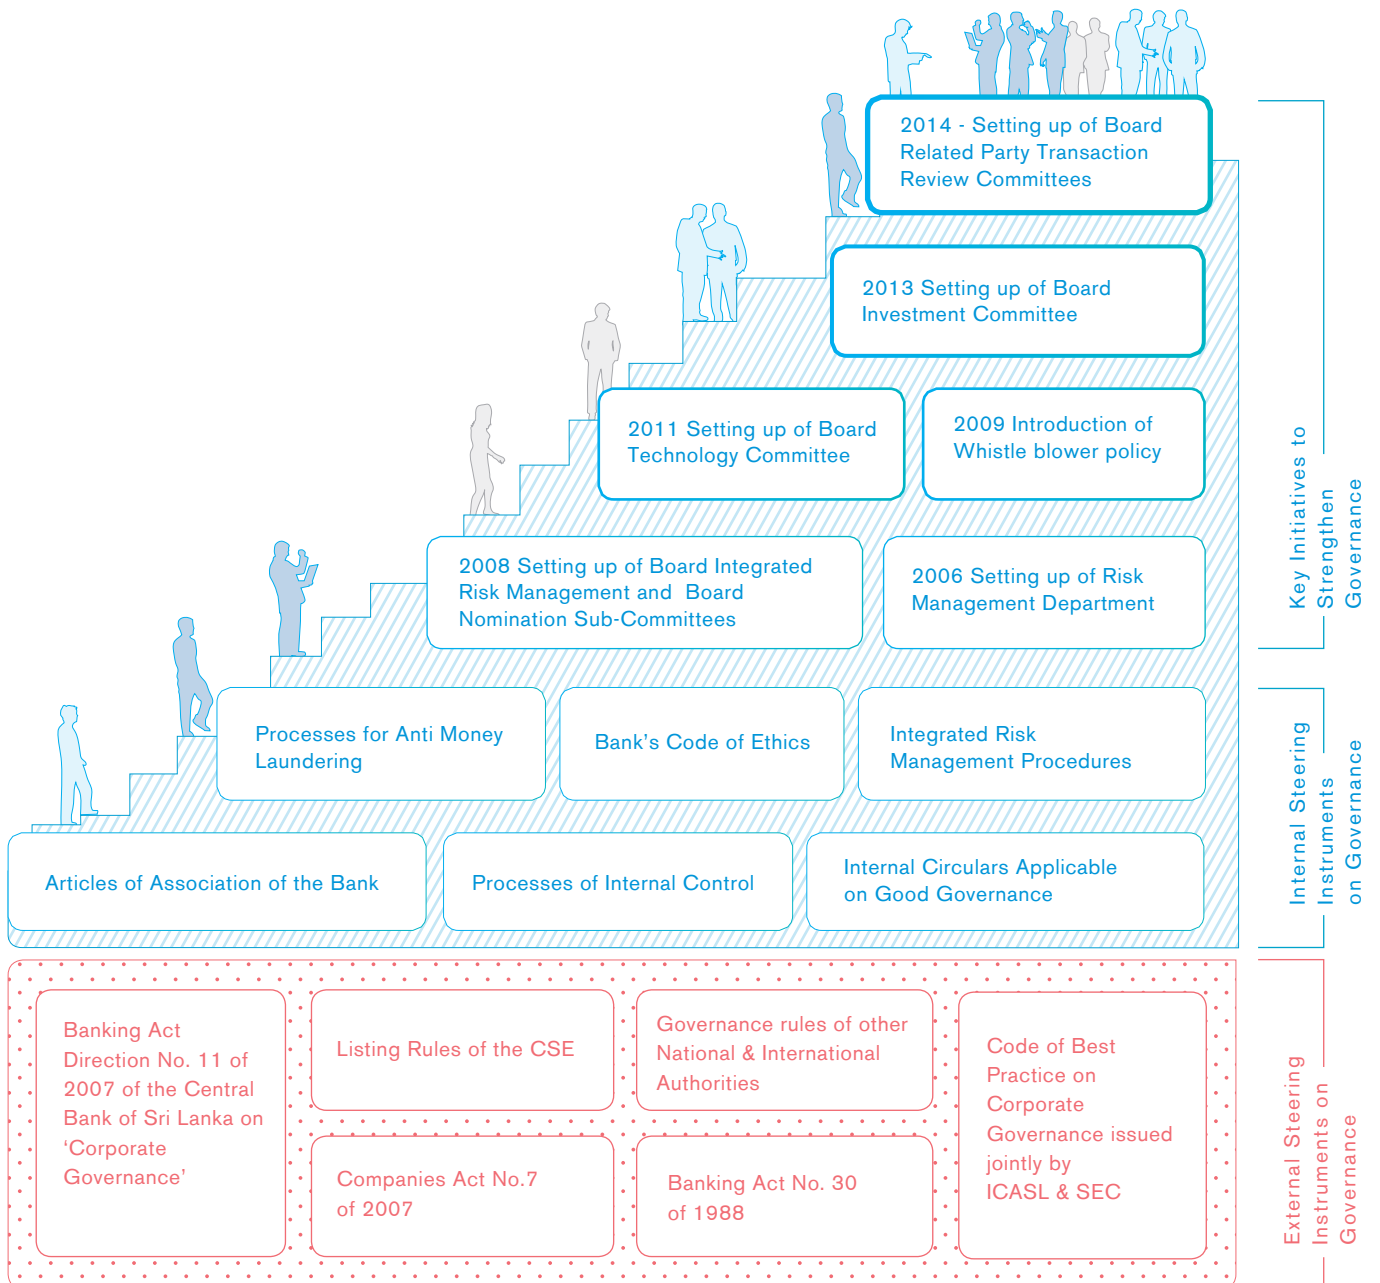 2014 - Setting up of Board
Related Party Transaction
Review Committees
2013 Setting up of Board
Investment Committee
2011 Setting up of Board
Technology Committee
2009 Introduction of
Whistle blower policy
2008 Setting up of Board Integrated
Risk Management and Board
Nomination Sub-Committees
2006 Setting up of Risk
Management Department
Key Initiatives to
Strengthen
Governance
Processes for Anti Money
Laundering
Bank's Code of Ethics
Integrated Risk
Management Procedures
Articles of Association of the Bank
Processes of Internal Control
Internal Circulars Applicable
on Good Governance
Internal Steering
Instruments
on Governance
Banking Act
Direction No. 11 of
2007 of the Central
Bank of Sri Lanka on
‘Corporate
Governance’
Listing Rules of the CSE
Governance rules of other
National & International
Authorities
Companies Act No.7
of 2007
Banking Act No. 30
of 1988
Code of Best
Practice on
Corporate
Governance issued
jointly by
ICASL & SEC
External Steering
Instruments on
Governance